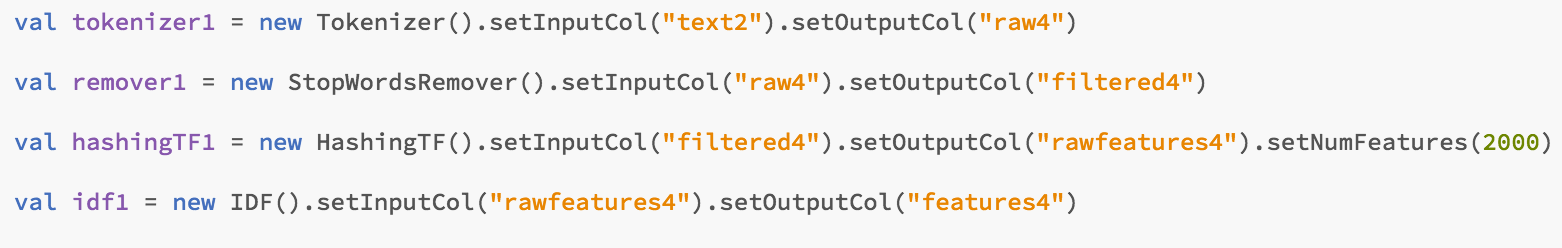 val tokenizer1 = new Tokenizer().setInputCol("text2").setOutputCol("raw4")
val remover1 = new StopWordsRemover().setInputCol("raw4").setOutputCol("filtered4")
val hashingTF1 = new HashingTF().setInputCol("filtered4").setOutputCol("rawfeatures4").setNumFeatures(2000)
val idf1 = new IDF().setInputCol("rawfeatures4").setOutputCol("features4")